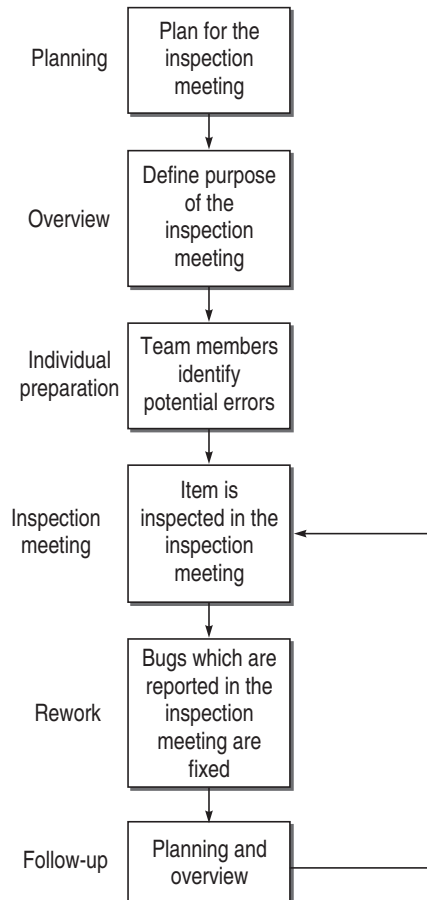 Planning
Plan for the
inspection
meeting
Overview
Define purpose
of the
inspection
meeting
Individual
preparation
Team members
identify
potential errors
Inspection
meeting
Item is
inspected in the
inspection
meeting
Rework
Bugs which are
reported in the
inspection
meeting are
fixed
Follow-up
Planning and
overview